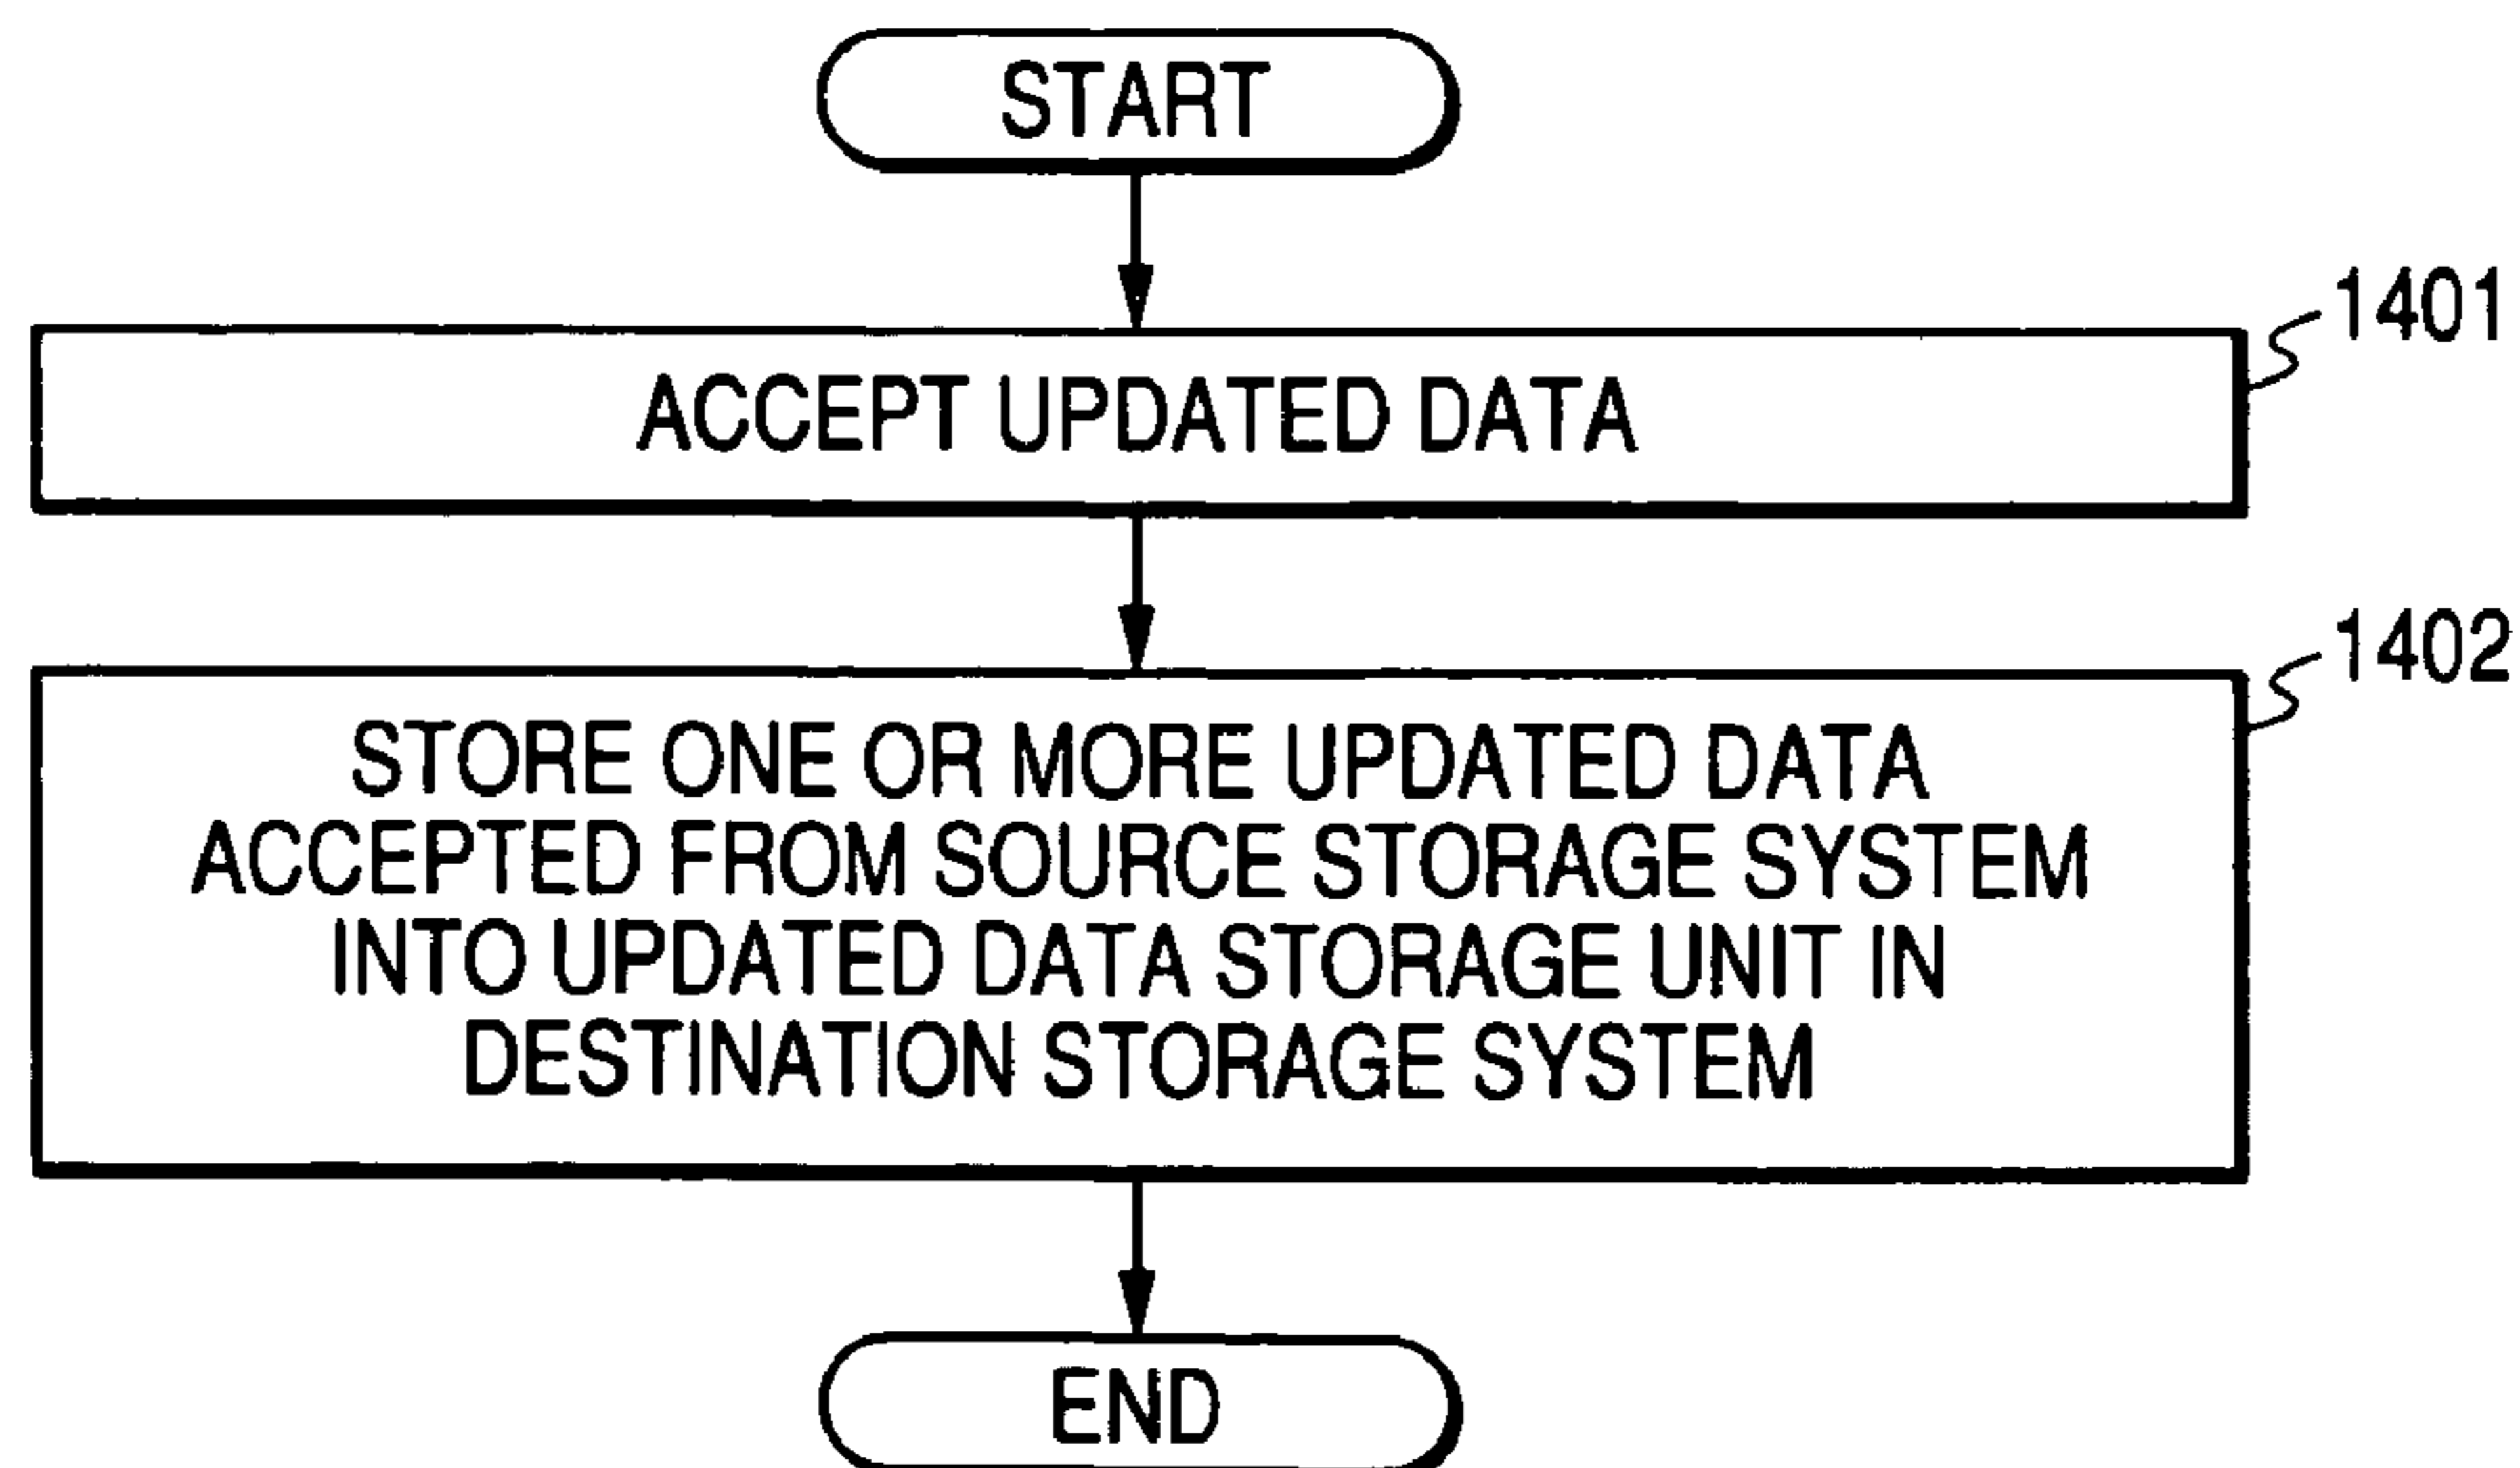 START
1401
ACCEPT UPDATED DATA
1402
STORE ONE OR MORE UPDATED DATA
ACCEPTED FROM SOURCE STORAGE SYSTEM
INTO UPDATED DATA STORAGE UNIT IN
DESTINATION STORAGE SYSTEM
END